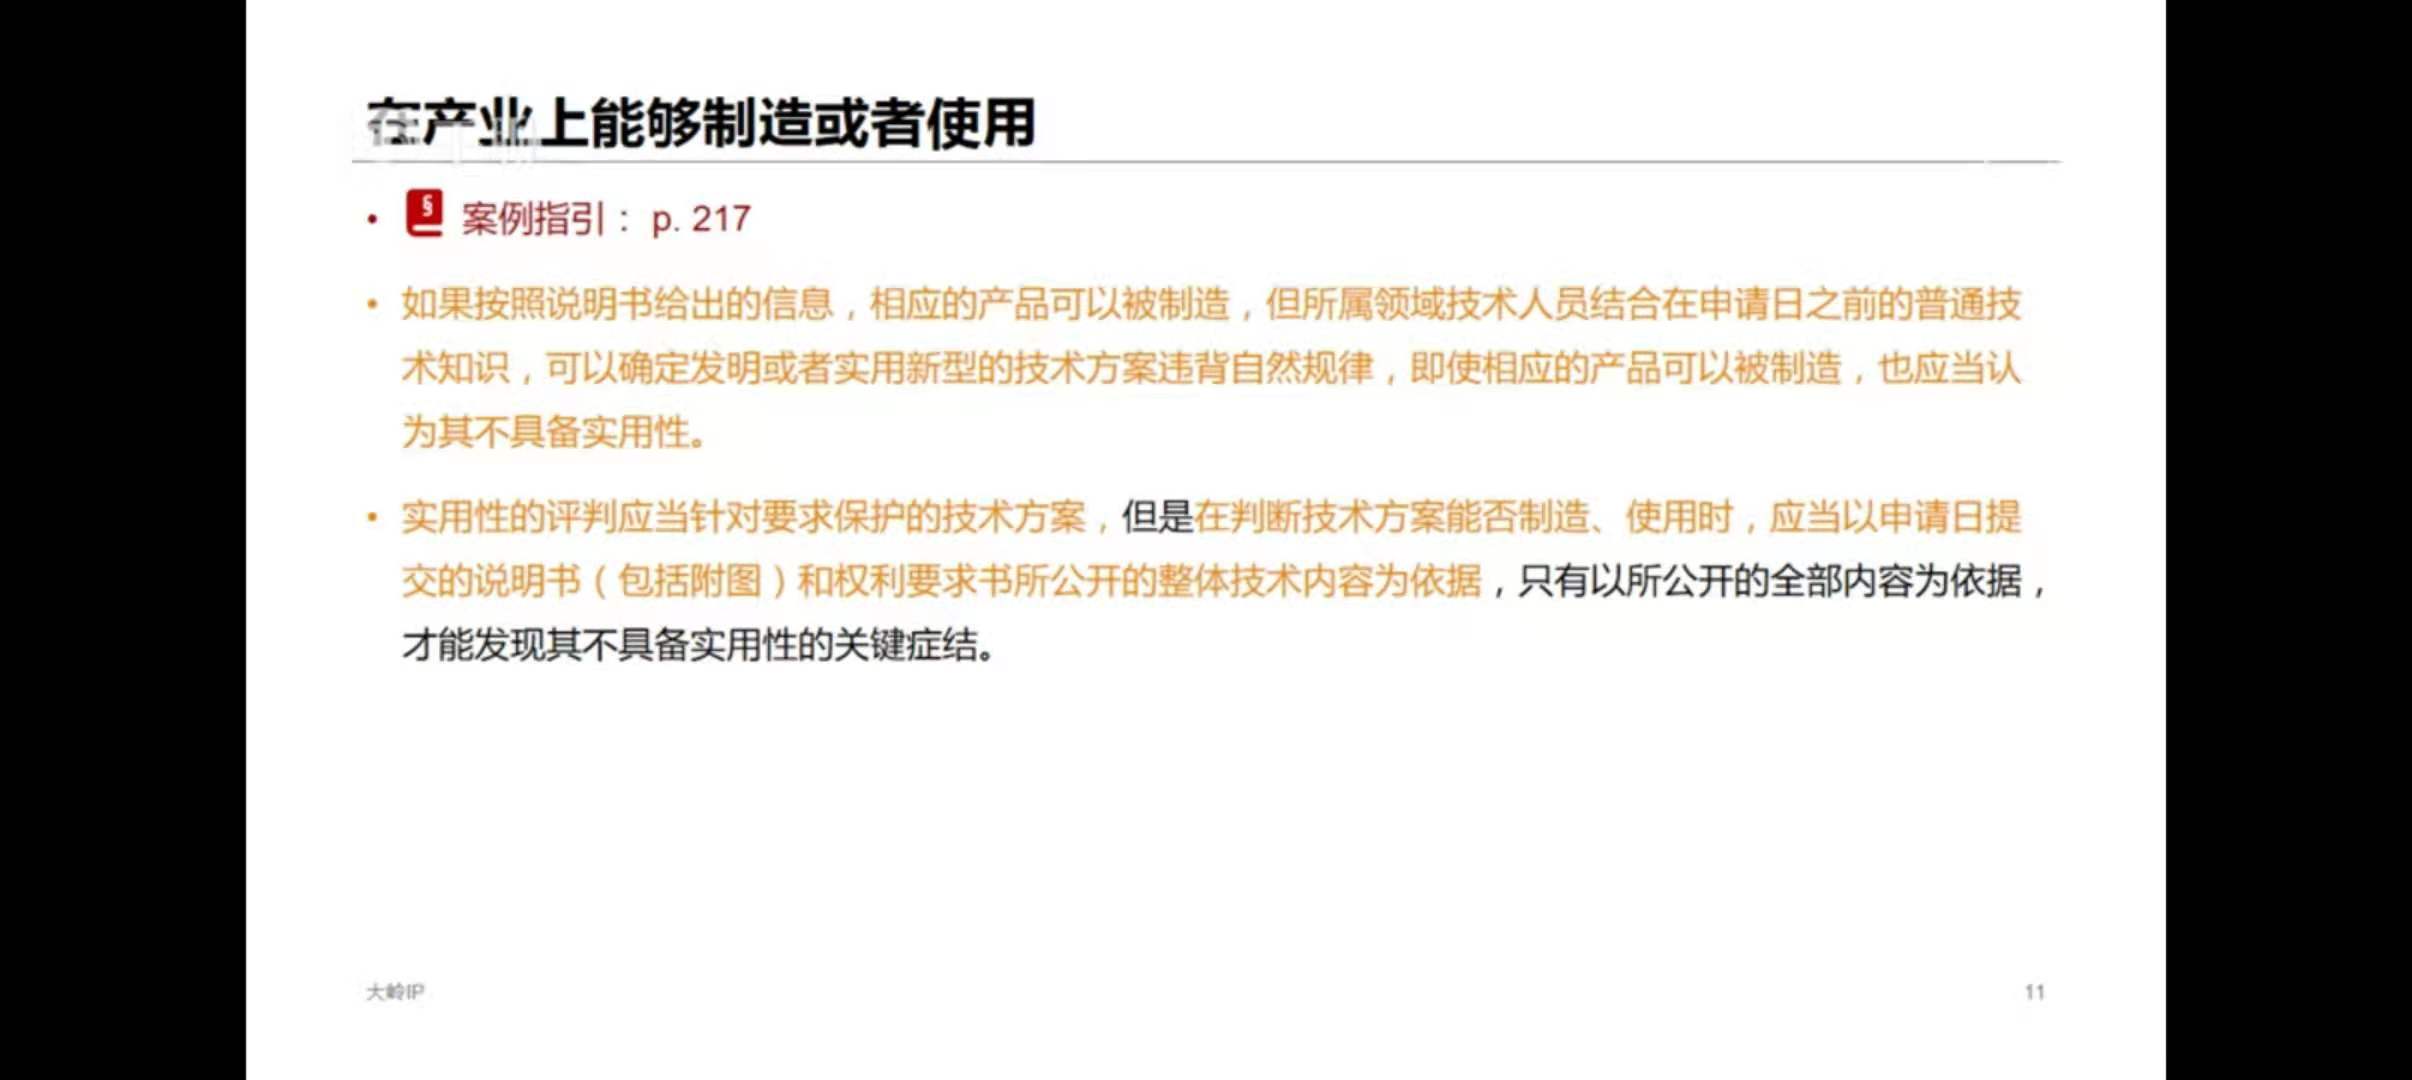 在产业上能够制造或者使用
• § 案例指引： p. 217
• 如果按照说明书给出的信息，相应的产品可以被制造，但所属领域技术人员结合在申请日之前的普通技
术知识，可以确定发明或者实用新型的技术方案违背自然规律，即使相应的产品可以被制造，也应当认
为其不具备实用性。
• 实用性的评判应当针对要求保护的技术方案，但是在判断技术方案能否制造、使用时，应当以申请日提
交的说明书（包括附图）和权利要求书所公开的整体技术内容为依据，只有以所公开的全部内容为依据，
才能发现其不具备实用性的关键症结。
大岭IP
11